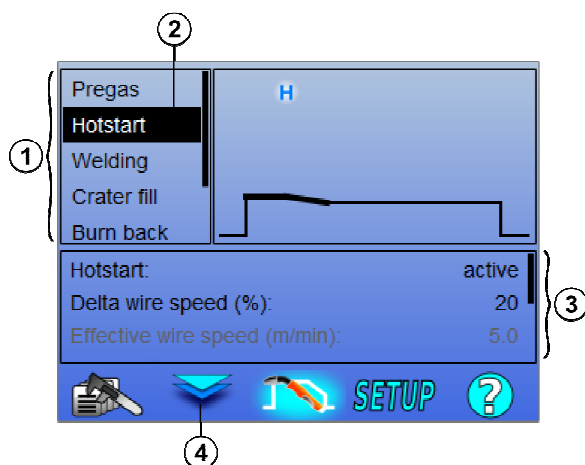 2
Pregas
H
Hotstart
1
Welding
Crater fill
Burn back
Hotstart: active
Delta wire speed (%): 20
3
Effective wire speed (m/min): 5.0
SETUP ?
4